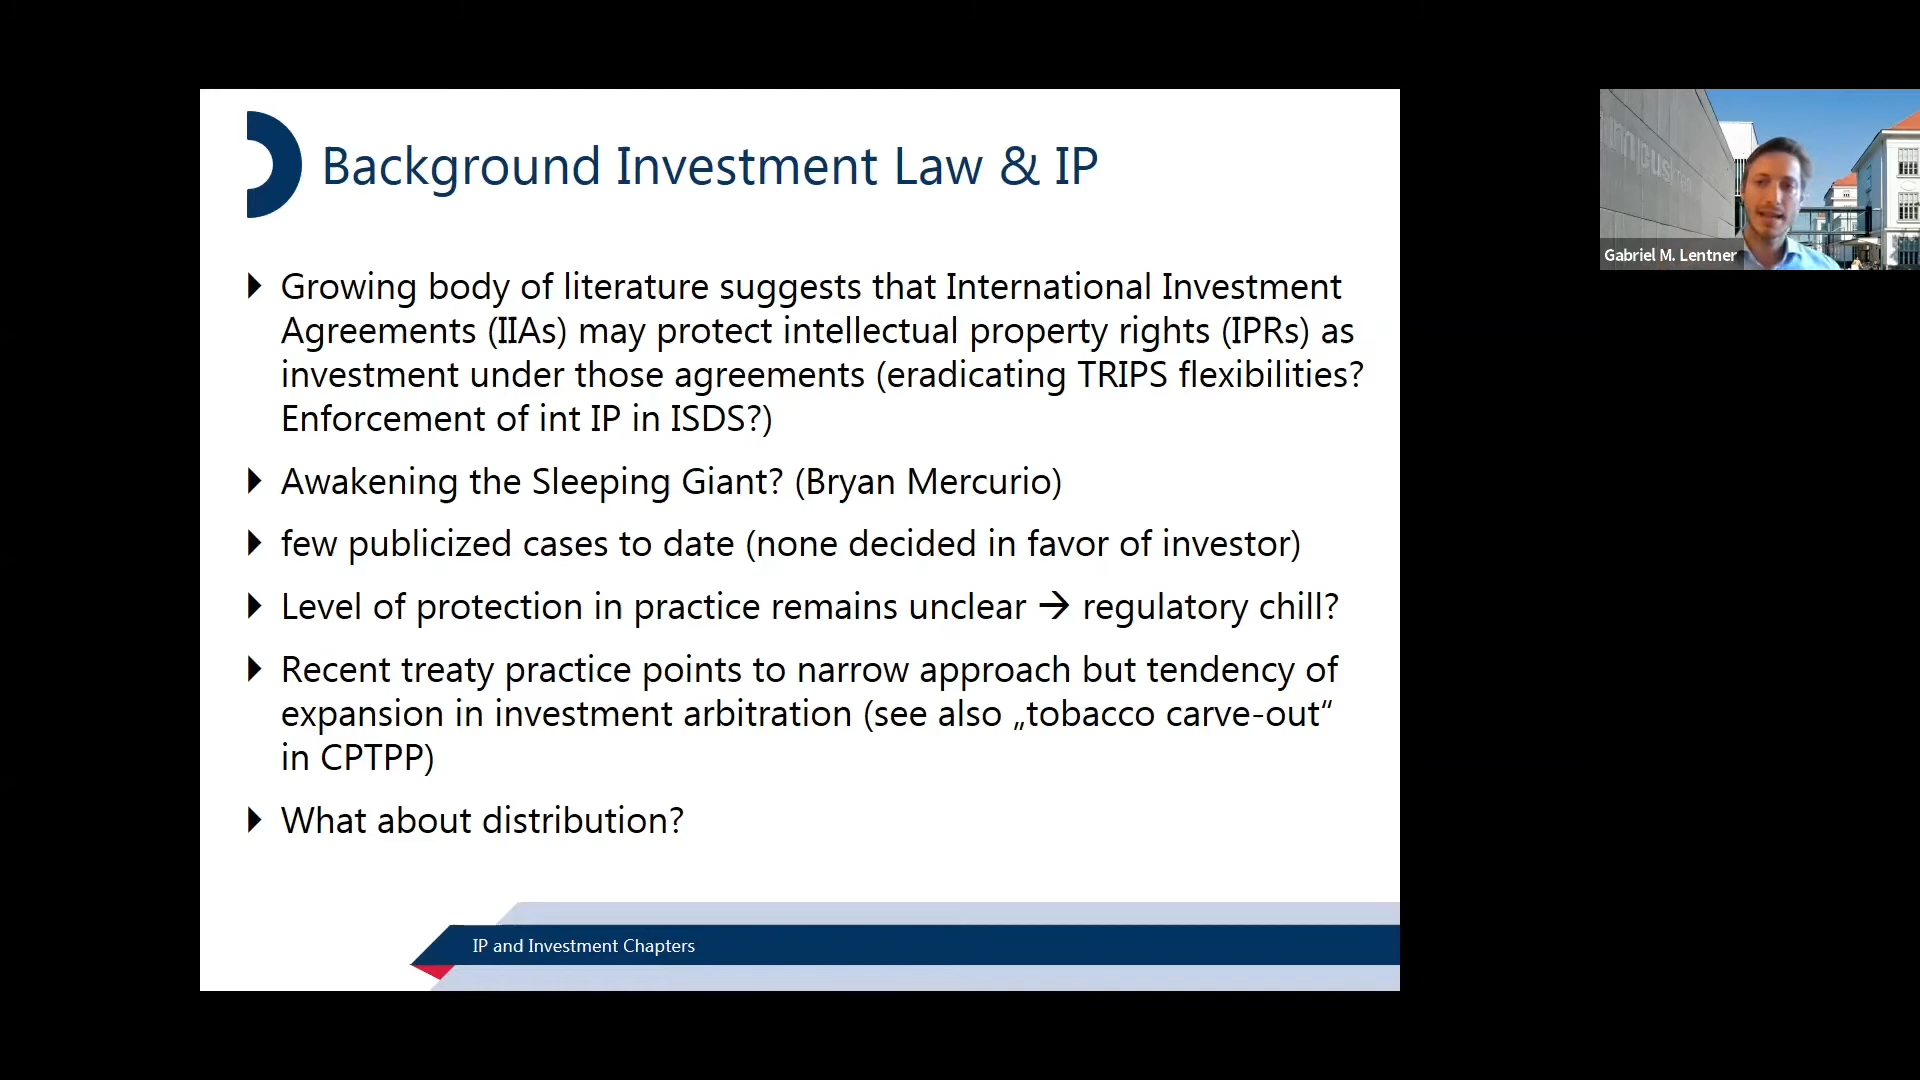 Background Investment Law & IP
Growing body of literature suggests that International Investment
Agreements (IIAs) may protect intellectual property rights (IPRs) as
investment under those agreements (eradicating TRIPS flexibilities?
Enforcement of int IP in ISDS?)
Awakening the Sleeping Giant? (Bryan Mercurio)
few publicized cases to date (none decided in favor of investor)
Level of protection in practice remains unclear → regulatory chill?
Recent treaty practice points to narrow approach but tendency of
expansion in investment arbitration (see also „tobacco carve-out“
in CPTPP)
What about distribution?
IP and Investment Chapters
Gabriel M. Lentner